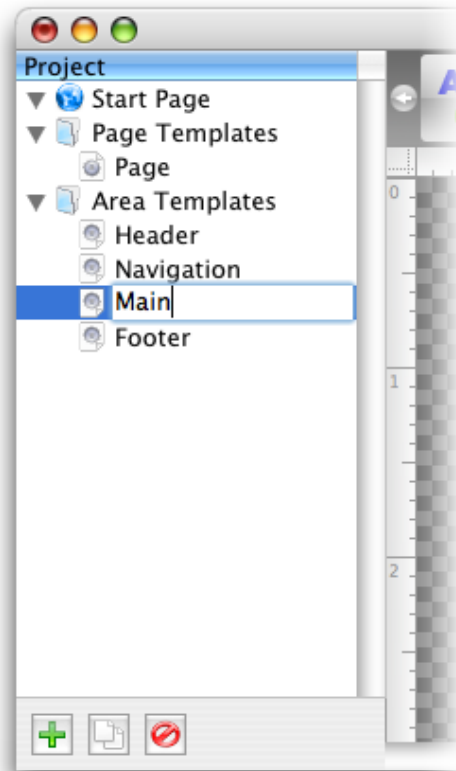 Project
Start Page
Page Templates
Page
Area Templates
Header
Navigation
Main
Footer
A
0
1
2